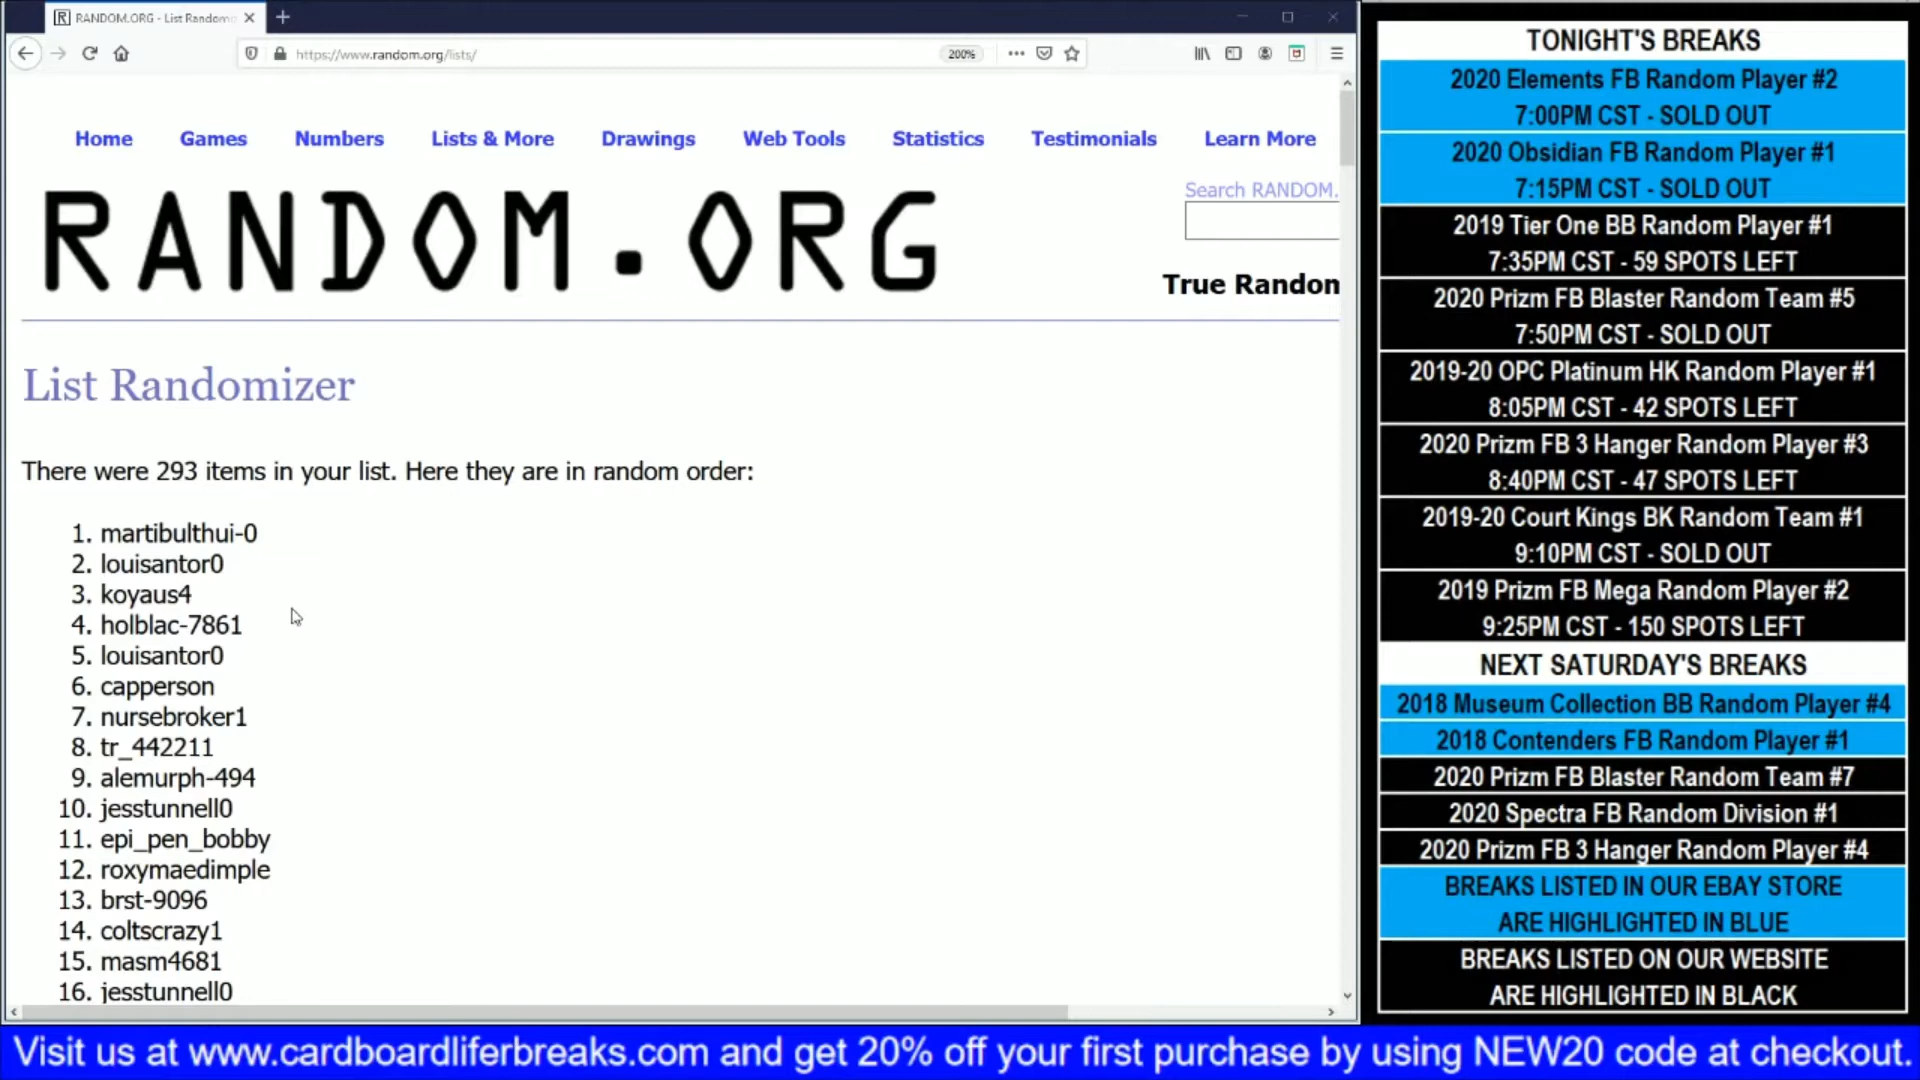 RANDOM.ORG - List Random
https://www.random.org/lists/
200%
Home Games Numbers Lists & More Drawings Web Tools Statistics Testimonials Learn More
RANDOM.ORG
Search RANDOM.
True Random
List Randomizer
There were 293 items in your list. Here they are in random order:
1. martibulthui-0
2. louisantor0
3. koyaus4
4. holblac-7861
5. louisantor0
6. capperson
7. nursebroker1
8. tr_442211
9. alemurph-494
10. jesstunnell0
11. epi_pen_bobby
12. roxymaedimple
13. brst-9096
14. coltscrazy1
15. masm4681
16. jesstunnell0
TONIGHT'S BREAKS
2020 Elements FB Random Player #2
7:00PM CST - SOLD OUT
2020 Obsidian FB Random Player #1
7:15PM CST - SOLD OUT
2019 Tier One BB Random Player #1
7:35PM CST - 59 SPOTS LEFT
2020 Prizm FB Blaster Random Team #5
7:50PM CST - SOLD OUT
2019-20 OPC Platinum HK Random Player #1
8:05PM CST - 42 SPOTS LEFT
2020 Prizm FB 3 Hanger Random Player #3
8:40PM CST - 47 SPOTS LEFT
2019-20 Court Kings BK Random Team #1
9:10PM CST - SOLD OUT
2019 Prizm FB Mega Random Player #2
9:25PM CST - 150 SPOTS LEFT
NEXT SATURDAY'S BREAKS
2018 Museum Collection BB Random Player #4
2018 Contenders FB Random Player #1
2020 Prizm FB Blaster Random Team #7
2020 Spectra FB Random Division #1
2020 Prizm FB 3 Hanger Random Player #4
BREAKS LISTED IN OUR EBAY STORE
ARE HIGHLIGHTED IN BLUE
BREAKS LISTED ON OUR WEBSITE
ARE HIGHLIGHTED IN BLACK
Visit us at www.cardboardliferbreaks.com and get 20% off your first purchase by using NEW20 code at checkout.